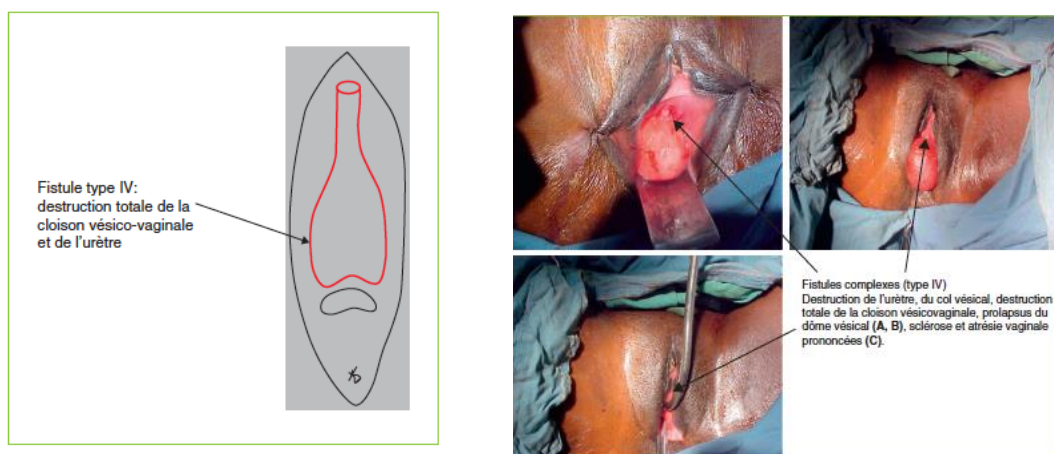 Fistule type IV:
destruction totale de la
cloison vésico-vaginale
et de l'urètre
Fistules complexes (type IV)
Destruction de l'urètre, du col vésical, destruction
totale de la cloison vésicovaginale, prolapsus du
dôme vésical (A, B), sclérose et atrésie vaginale
prononcées (C).